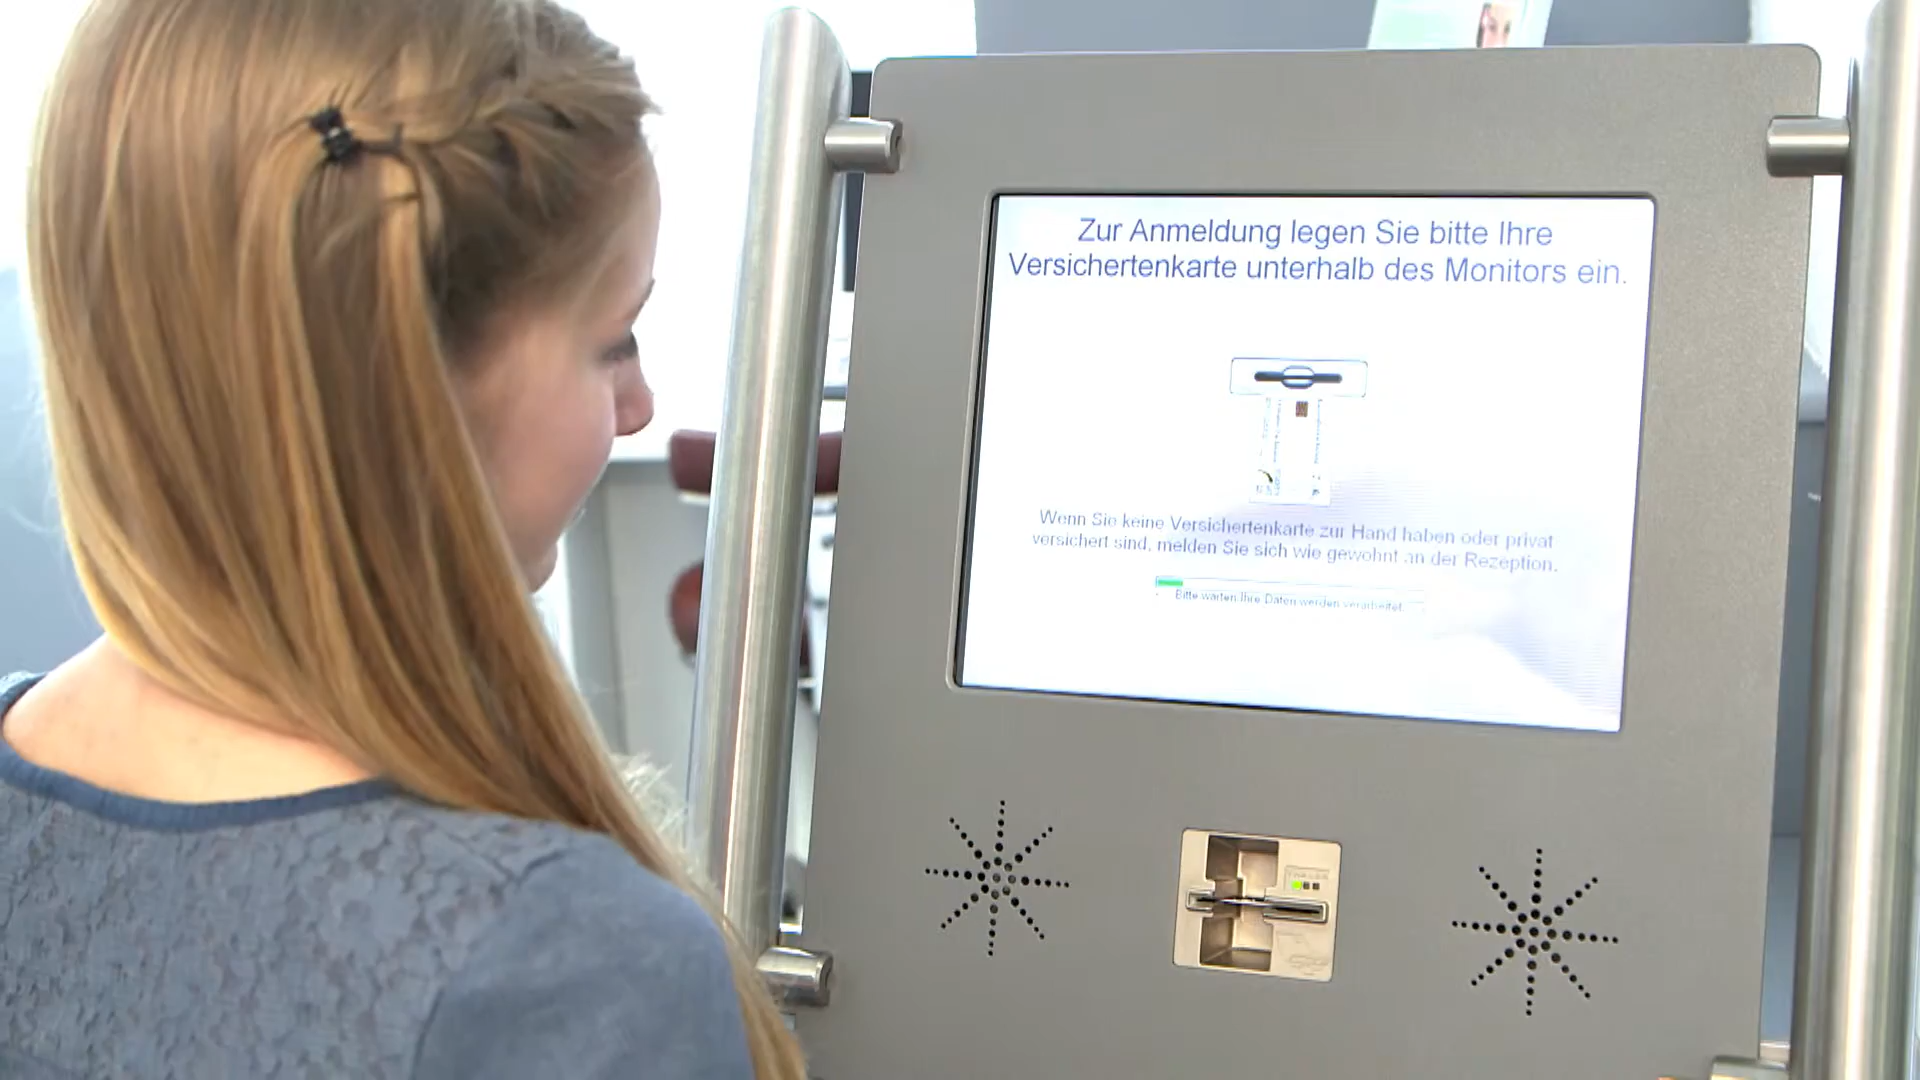 Zur Anmeldung legen Sie bitte Ihre
Versichertenkarte unterhalb des Monitors ein.
Wenn Sie keine Versichertenkarte zur Hand haben oder privat
versichert sind, melden Sie sich wie gewohnt an der Rezeption.
Bitte warten Ihre Daten werden verarbeitet.